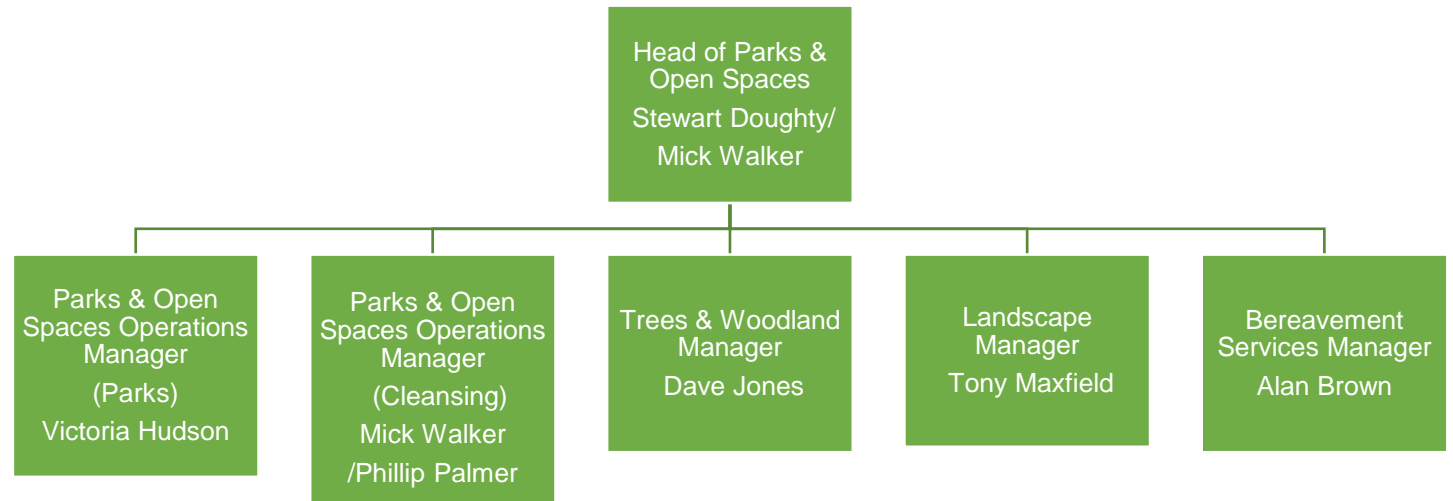 Head of Parks &
Open Spaces
Stewart Doughty/
Mick Walker
Parks & Open
Spaces Operations
Manager
(Parks)
Victoria Hudson
Parks & Open
Spaces Operations
Manager
(Cleansing)
Mick Walker
/Phillip Palmer
Trees & Woodland
Manager
Dave Jones
Landscape
Manager
Tony Maxfield
Bereavement
Services Manager
Alan Brown